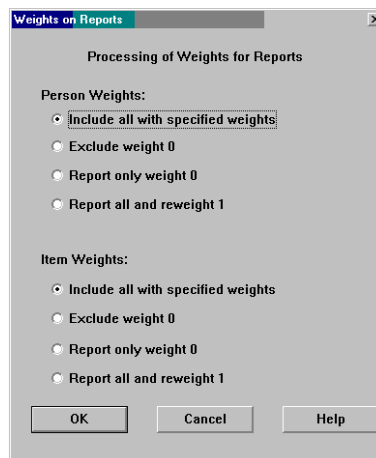 Weights on Reports
Processing of Weights for Reports
Person Weights:
Include all with specified weights
Exclude weight 0
Report only weight 0
Report all and reweight 1
Item Weights:
Include all with specified weights
Exclude weight 0
Report only weight 0
Report all and reweight 1
OK Cancel Help